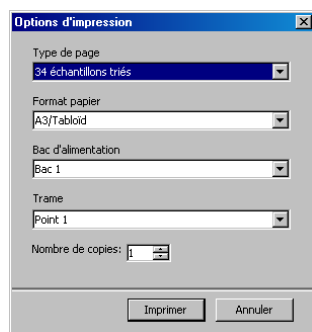 Options d'impression
Type de page
34 échantillons triés
Format papier
A3/Tabloïd
Bac d'alimentation
Bac 1
Trame
Point 1
Nombre de copies: 1
Imprimer Annuler